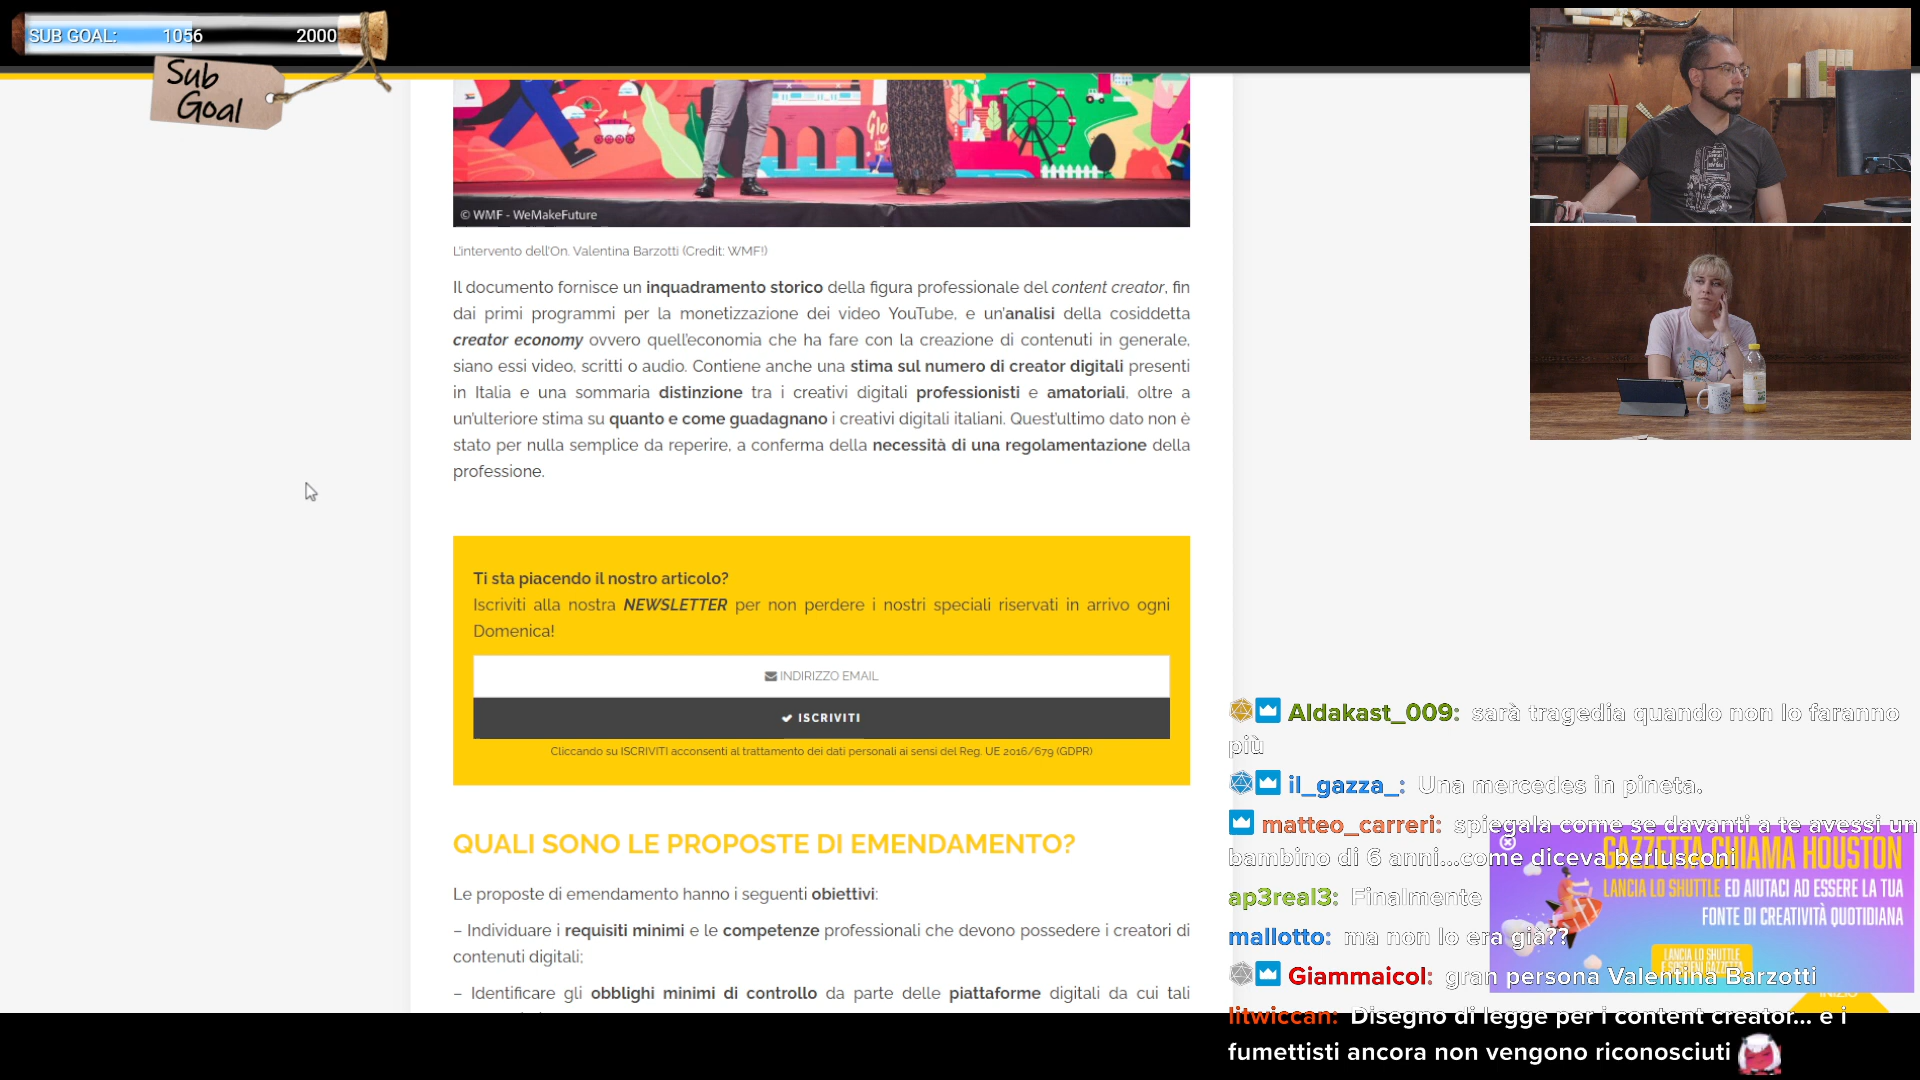 SUB GOAL: 1056 2000
Sub
Goal
© WMF - WeMakeFuture
L'intervento dell'On. Valentina Barzotti (Credit: WMF!)
Il documento fornisce un inquadramento storico della figura professionale del content creator, fin
dai primi programmi per la monetizzazione dei video YouTube, e un'analisi della cosiddetta
creator economy ovvero quell'economia che ha fare con la creazione di contenuti in generale,
siano essi video, scritti o audio. Contiene anche una stima sul numero di creator digitali presenti
in Italia e una sommaria distinzione tra i creativi digitali professionisti e amatoriali, oltre a
un'ulteriore stima su quanto e come guadagnano i creativi digitali italiani. Quest'ultimo dato non è
stato per nulla semplice da reperire, a conferma della necessità di una regolamentazione della
professione.
Ti sta piacendo il nostro articolo?
Iscriviti alla nostra NEWSLETTER per non perdere i nostri speciali riservati in arrivo ogni
Domenica!
INDIRIZZO EMAIL
ISCRIVITI
Cliccando su ISCRIVITI acconsenti al trattamento dei dati personali ai sensi del Reg. UE 2016/679 (GDPR)
QUALI SONO LE PROPOSTE DI EMENDAMENTO?
Le proposte di emendamento hanno i seguenti obiettivi:
– Individuare i requisiti minimi e le competenze professionali che devono possedere i creatori di
contenuti digitali;
– Identificare gli obblighi minimi di controllo da parte delle piattaforme digitali da cui tali
Aldakast_009: sarà tragedia quando non lo faranno
più
il_gazza_: Una mercedes in pineta.
matteo_carreri: spiegala come se davanti a te avessi un
bambino di 6 anni...come diceva berlusconi
ap3real3: Finalmente
mallotto: ma non lo era già??
Giammaicol: gran persona Valentina Barzotti
litwiccan: Disegno di legge per i content creator... e i
fumettisti ancora non vengono riconosciuti
GAZZETTA CHIAMA HOUSTON
LANCIA LO SHUTTLE ED AIUTACI AD ESSERE LA TUA
FONTE DI CREATIVITÀ QUOTIDIANA
LANCIA LO SHUTTLE
INIZIO